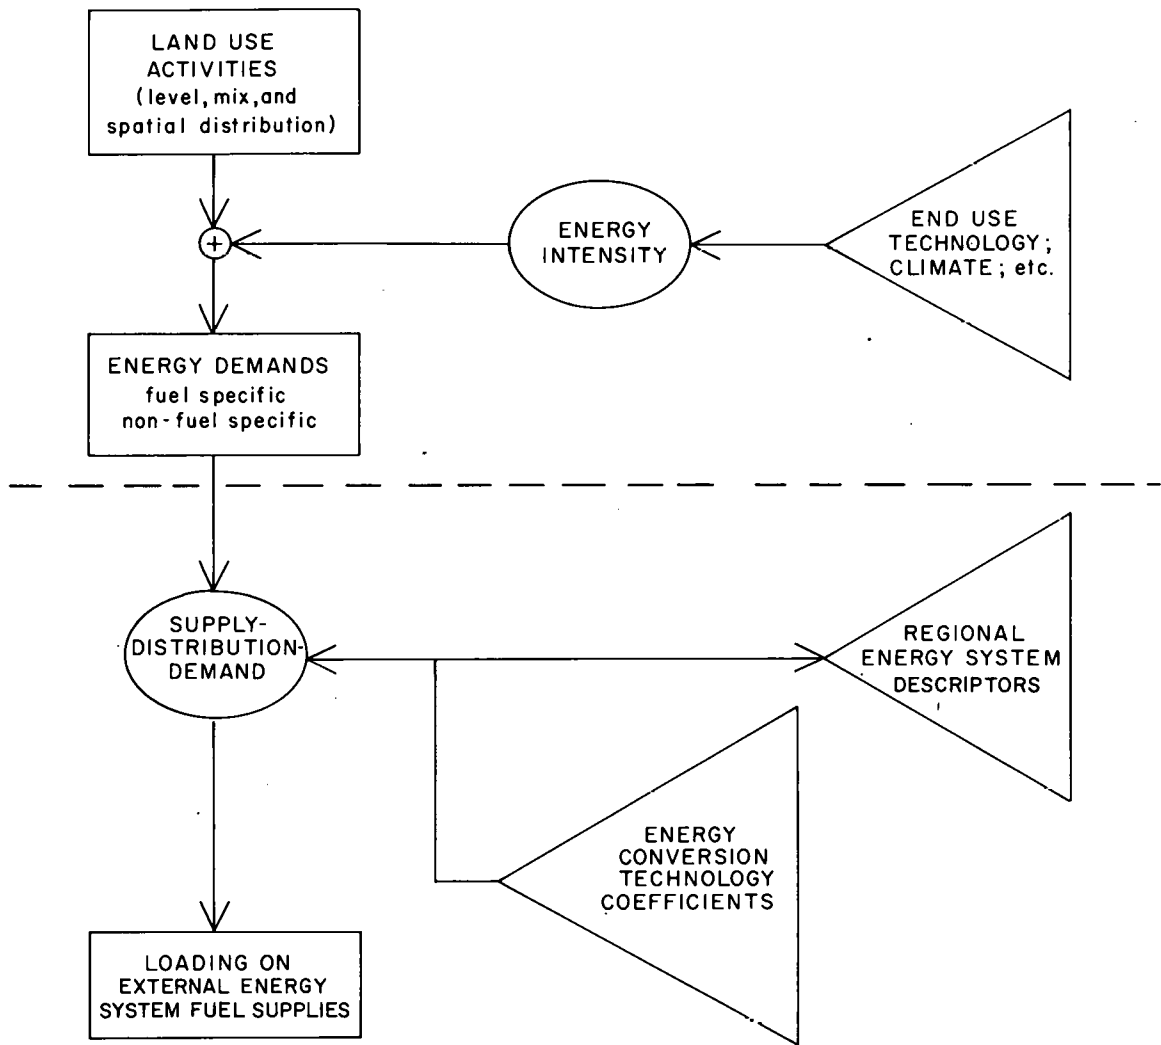 LAND USE
ACTIVITIES
(level, mix, and
spatial distribution)
+
ENERGY
INTENSITY
END USE
TECHNOLOGY;
CLIMATE; etc.
ENERGY DEMANDS
fuel specific
non-fuel specific
SUPPLY-
DISTRIBUTION-
DEMAND
REGIONAL
ENERGY SYSTEM
DESCRIPTORS
ENERGY
CONVERSION
TECHNOLOGY
COEFFICIENTS
LOADING ON
EXTERNAL ENERGY
SYSTEM FUEL SUPPLIES